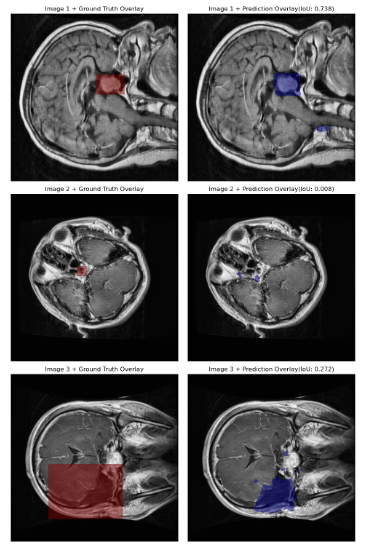 Image 1 + Ground Truth Overlay
Image 1 + Prediction Overlay(IoU: 0.738)
Image 2 + Ground Truth Overlay
Image 2 + Prediction Overlay(IoU: 0.008)
Image 3 + Ground Truth Overlay
Image 3 + Prediction Overlay(IoU: 0.272)